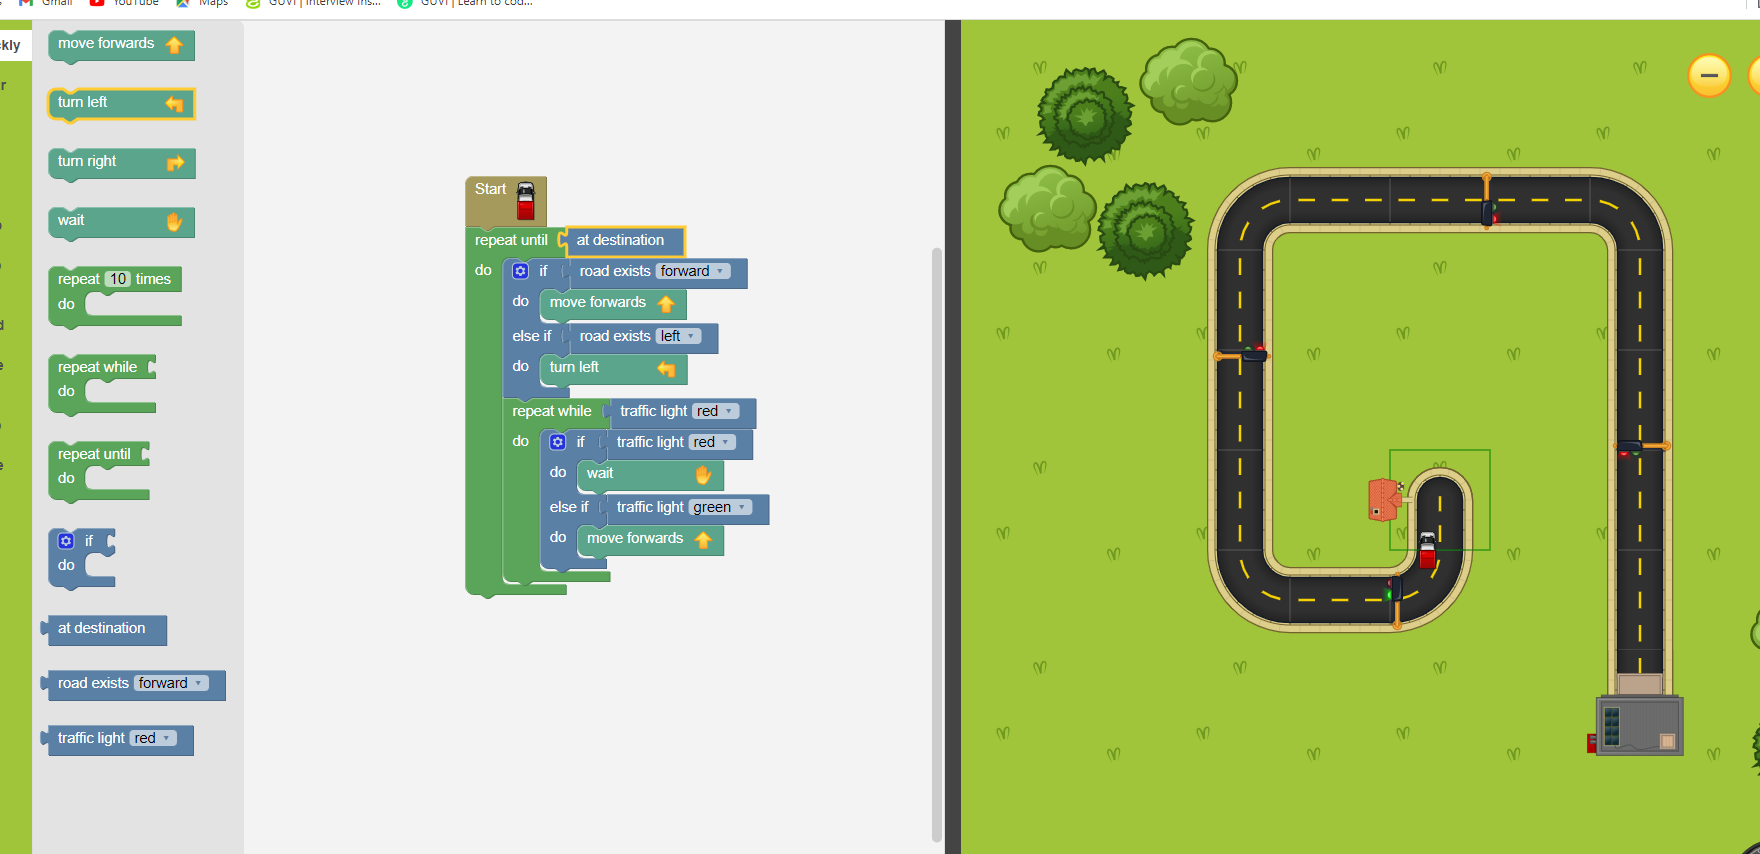 Gmail
YouTube
Maps
GUVI | Interview Ins...
GUVI | Learn to cod...
ckly
move forwards
turn left
turn right
wait
repeat 10 times
do
repeat while
do
repeat until
do
if
do
at destination
road exists forward
traffic light red
Start
repeat until at destination
do if road exists forward
do move forwards
else if road exists left
do turn left
repeat while traffic light red
do if traffic light red
do wait
else if traffic light green
do move forwards